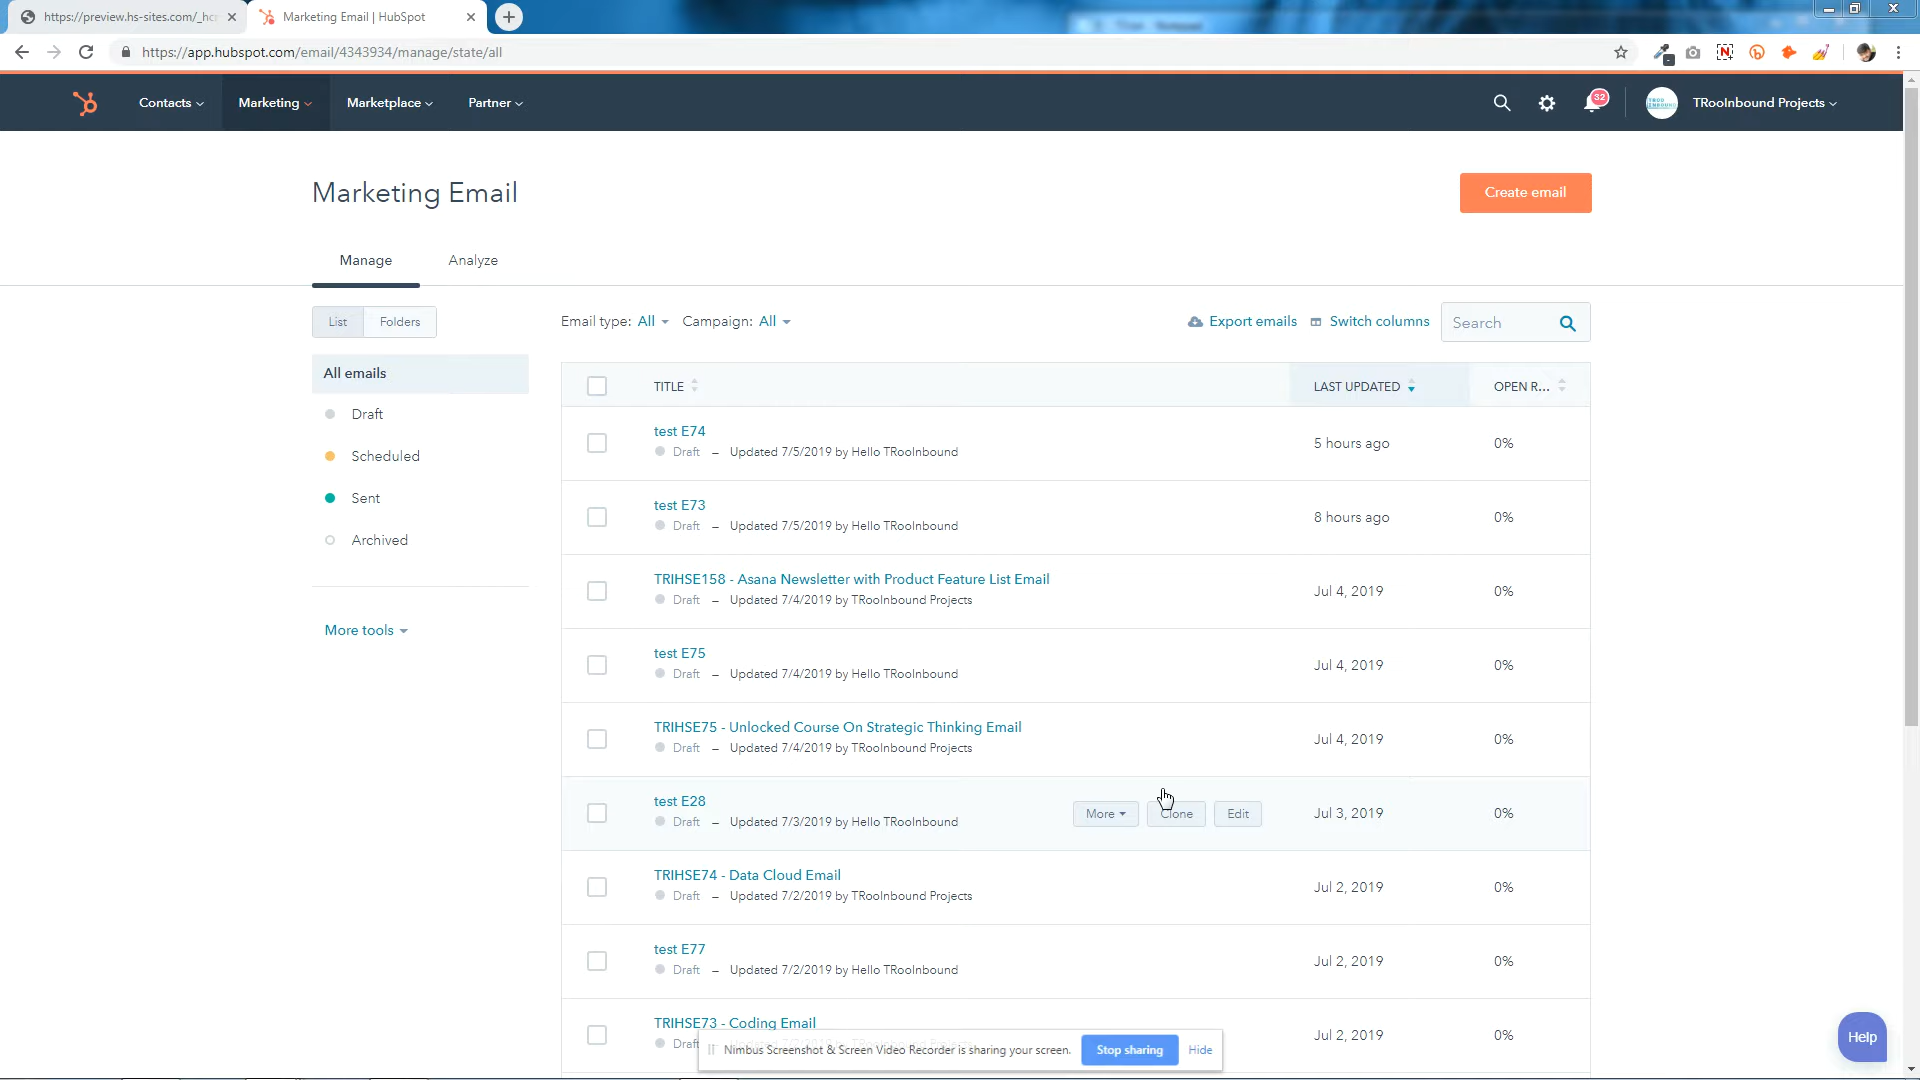 https://preview.hs-sites.com/_hcr
Marketing Email | HubSpot
https://app.hubspot.com/email/4343934/manage/state/all
Contacts
Marketing
Marketplace
Partner
32
TRooInbound Projects
Marketing Email
Create email
Manage
Analyze
List
Folders
Email type: All
Campaign: All
Export emails
Switch columns
Search
All emails
Draft
Scheduled
Sent
Archived
More tools
TITLE
LAST UPDATED
OPEN R...
test E74
Draft – Updated 7/5/2019 by Hello TRooInbound
5 hours ago
0%
test E73
Draft – Updated 7/5/2019 by Hello TRooInbound
8 hours ago
0%
TRIHSE158 - Asana Newsletter with Product Feature List Email
Draft – Updated 7/4/2019 by TRooInbound Projects
Jul 4, 2019
0%
test E75
Draft – Updated 7/4/2019 by Hello TRooInbound
Jul 4, 2019
0%
TRIHSE75 - Unlocked Course On Strategic Thinking Email
Draft – Updated 7/4/2019 by TRooInbound Projects
Jul 4, 2019
0%
test E28
Draft – Updated 7/3/2019 by Hello TRooInbound
More
Clone
Edit
Jul 3, 2019
0%
TRIHSE74 - Data Cloud Email
Draft – Updated 7/2/2019 by TRooInbound Projects
Jul 2, 2019
0%
test E77
Draft – Updated 7/2/2019 by Hello TRooInbound
Jul 2, 2019
0%
TRIHSE73 - Coding Email
Draft
Jul 2, 2019
0%
Nimbus Screenshot & Screen Video Recorder is sharing your screen.
Stop sharing
Hide
Help